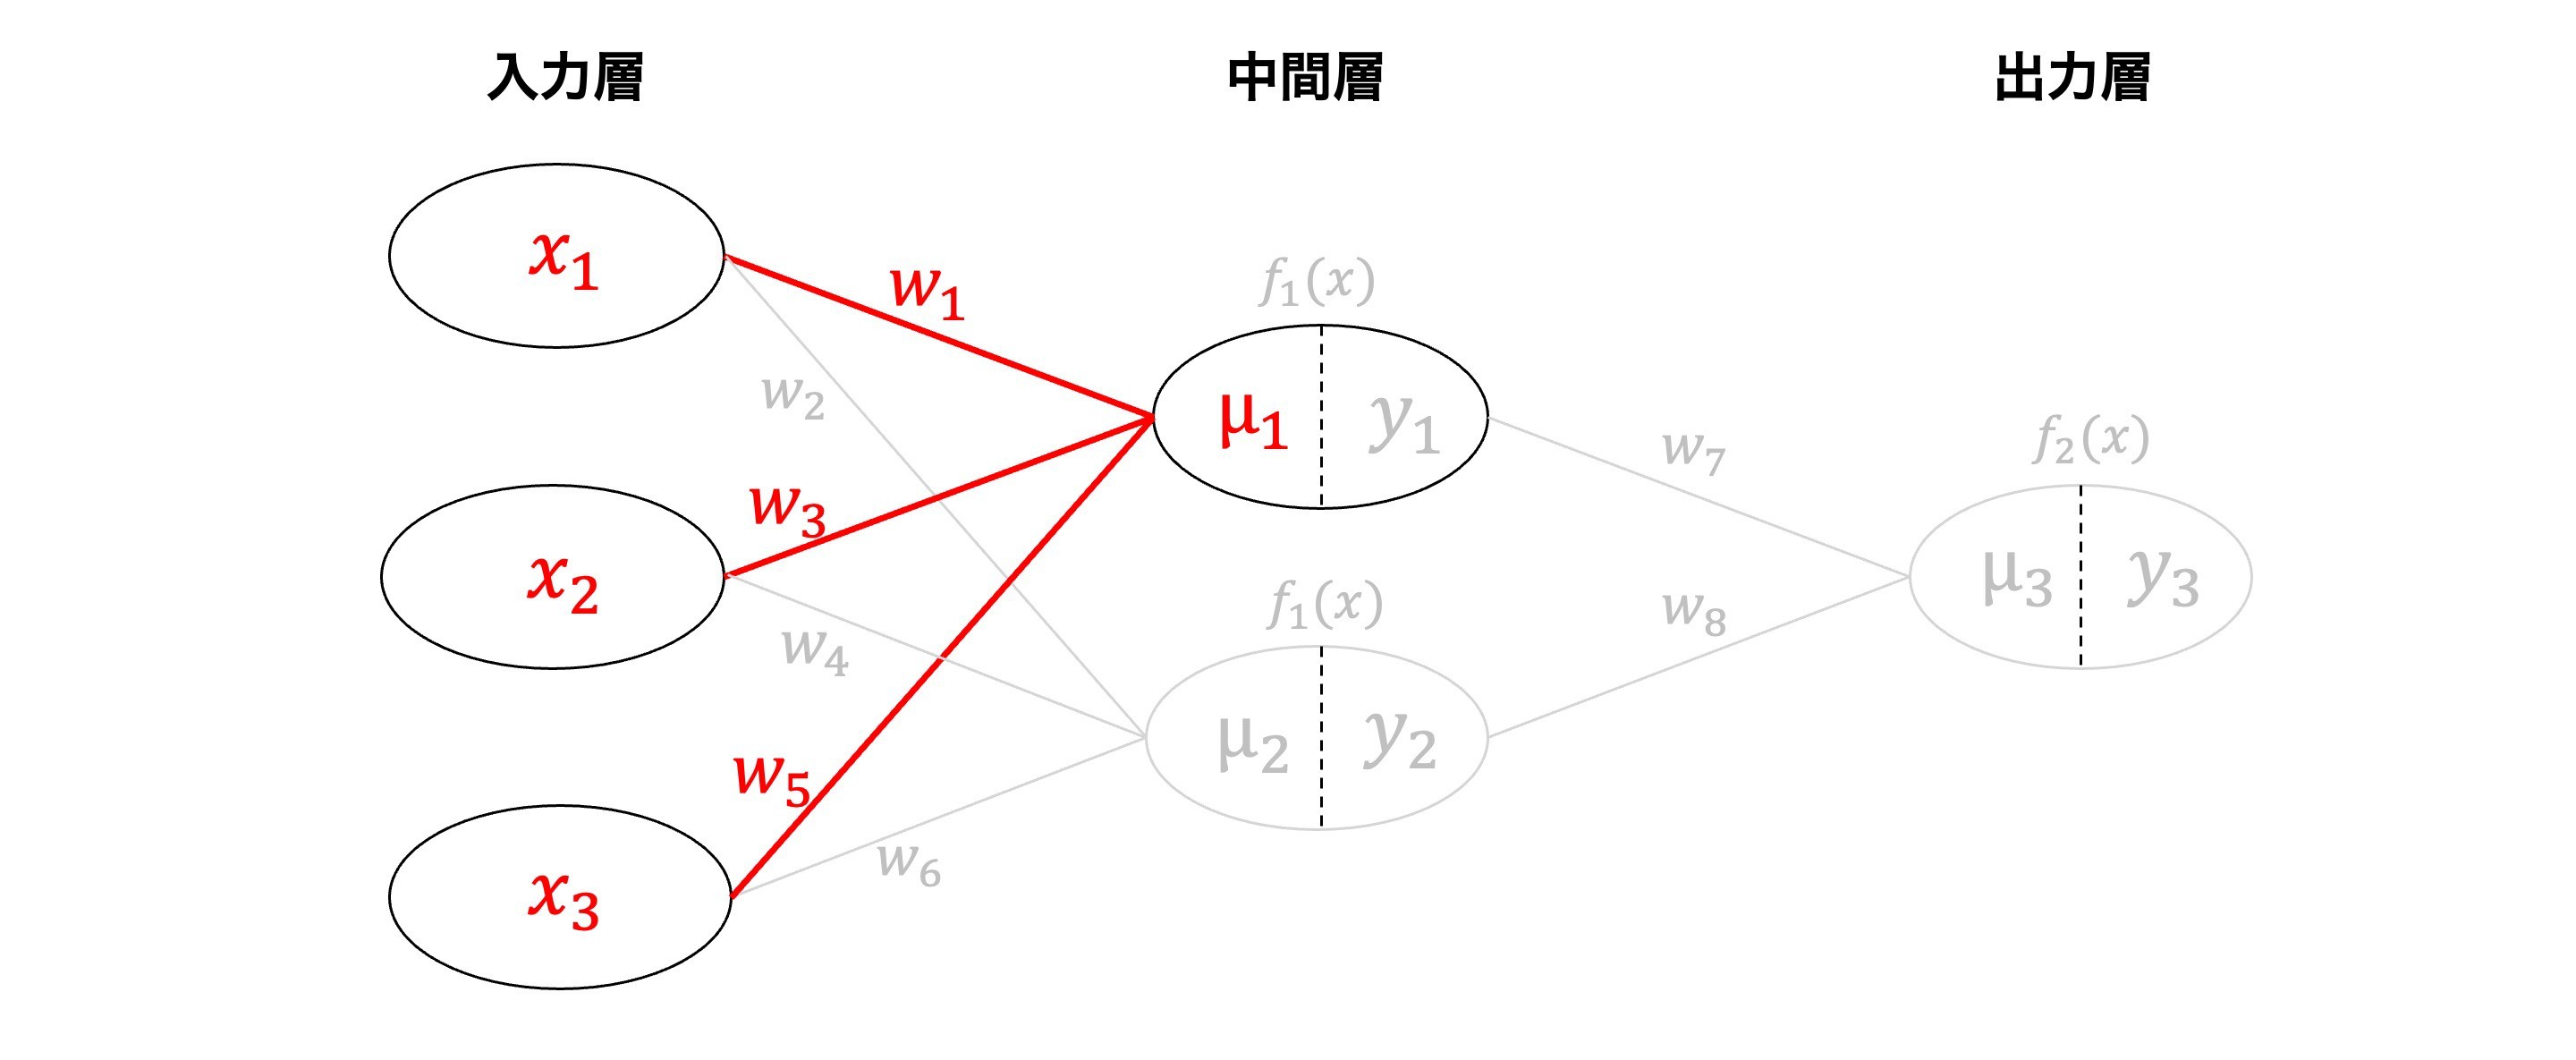 入力層 中間層 出力層
x₁
w₁
w₂
f₁(x)
μ₁ y₁
w₇
f₂(x)
x₂
w₃
w₄
f₁(x)
w₈
μ₃ y₃
μ₂ y₂
x₃
w₅
w₆